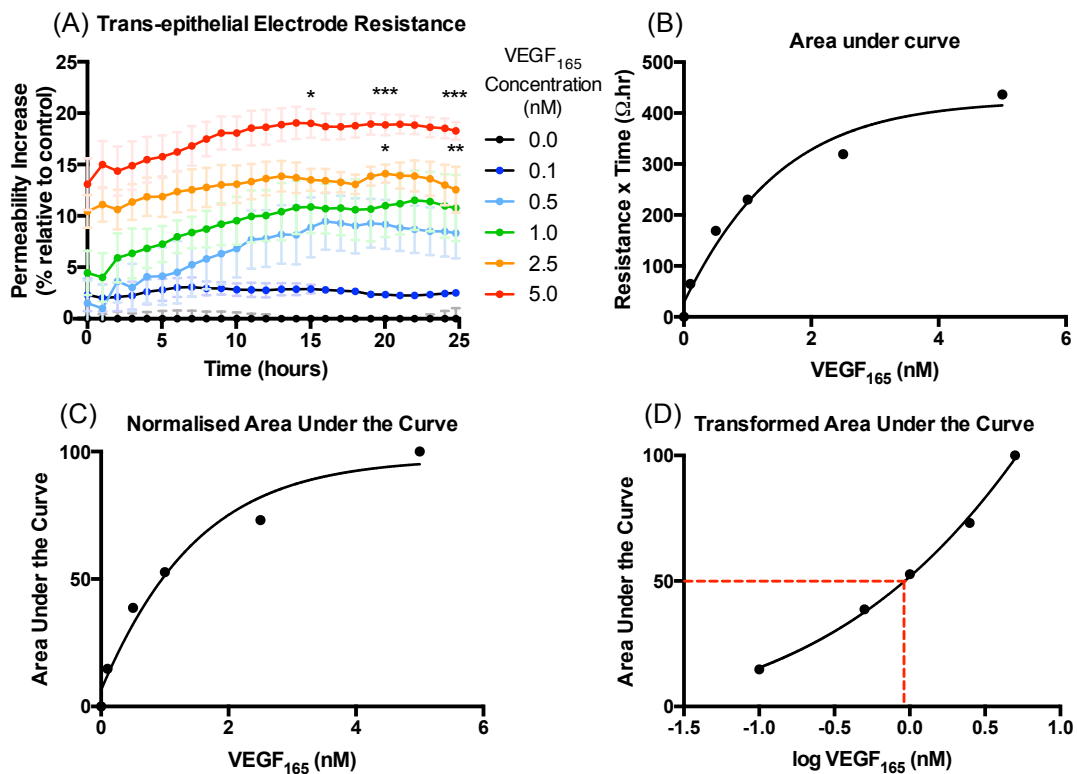 (A) Trans-epithelial Electrode Resistance
Permeability Increase
(% relative to control)
25
20
15
10
5
0
* *** ***
* **
0 5 10 15 20 25
Time (hours)
VEGF₁₆₅
Concentration
(nM)
0.0
0.1
0.5
1.0
2.5
5.0
(B)
Area under curve
Resistance x Time (Ω.hr)
500
400
300
200
100
0
0 2 4 6
VEGF₁₆₅ (nM)
(C) Normalised Area Under the Curve
Area Under the Curve
100
50
0
0 2 4 6
VEGF₁₆₅ (nM)
(D) Transformed Area Under the Curve
Area Under the Curve
100
50
0
-1.5 -1.0 -0.5 0.0 0.5 1.0
log VEGF₁₆₅ (nM)